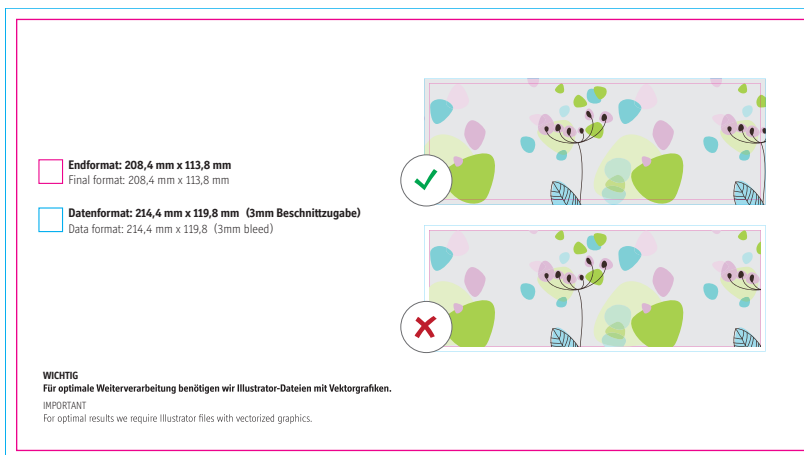 Endformat: 208,4 mm x 113,8 mm
Final format: 208,4 mm x 113,8 mm
Datenformat: 214,4 mm x 119,8 mm (3mm Beschnittzugabe)
Data format: 214,4 mm x 119,8 (3mm bleed)
WICHTIG
Für optimale Weiterverarbeitung benötigen wir Illustrator-Dateien mit Vektorgrafiken.
IMPORTANT
For optimal results we require Illustrator files with vectorized graphics.